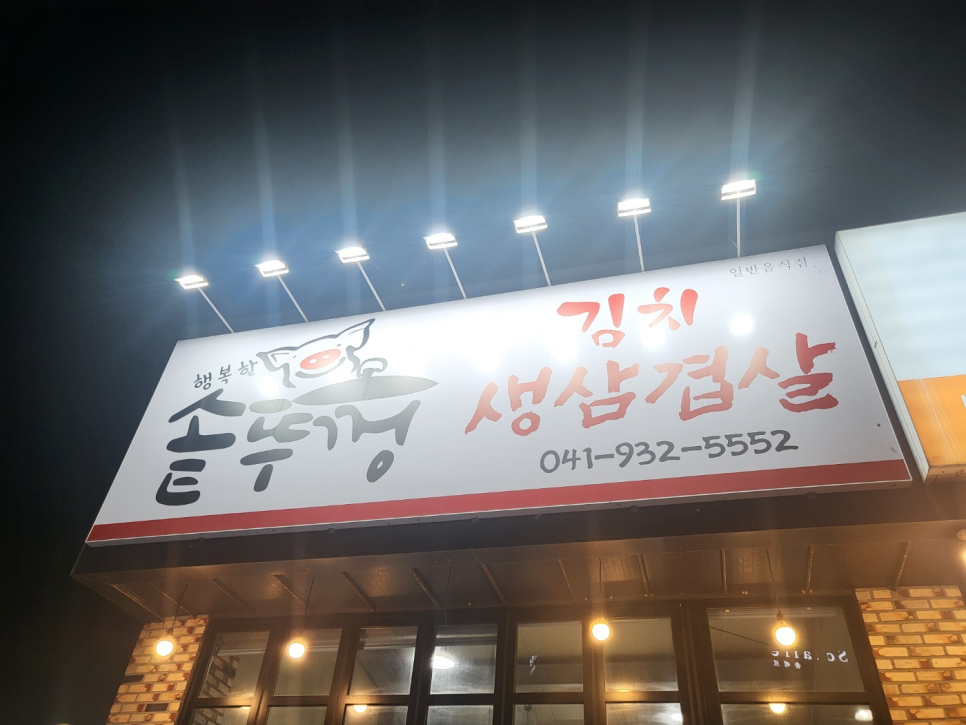 일반음식점
행복한
솥뚜껑
김치
생삼겹살
041-932-5552